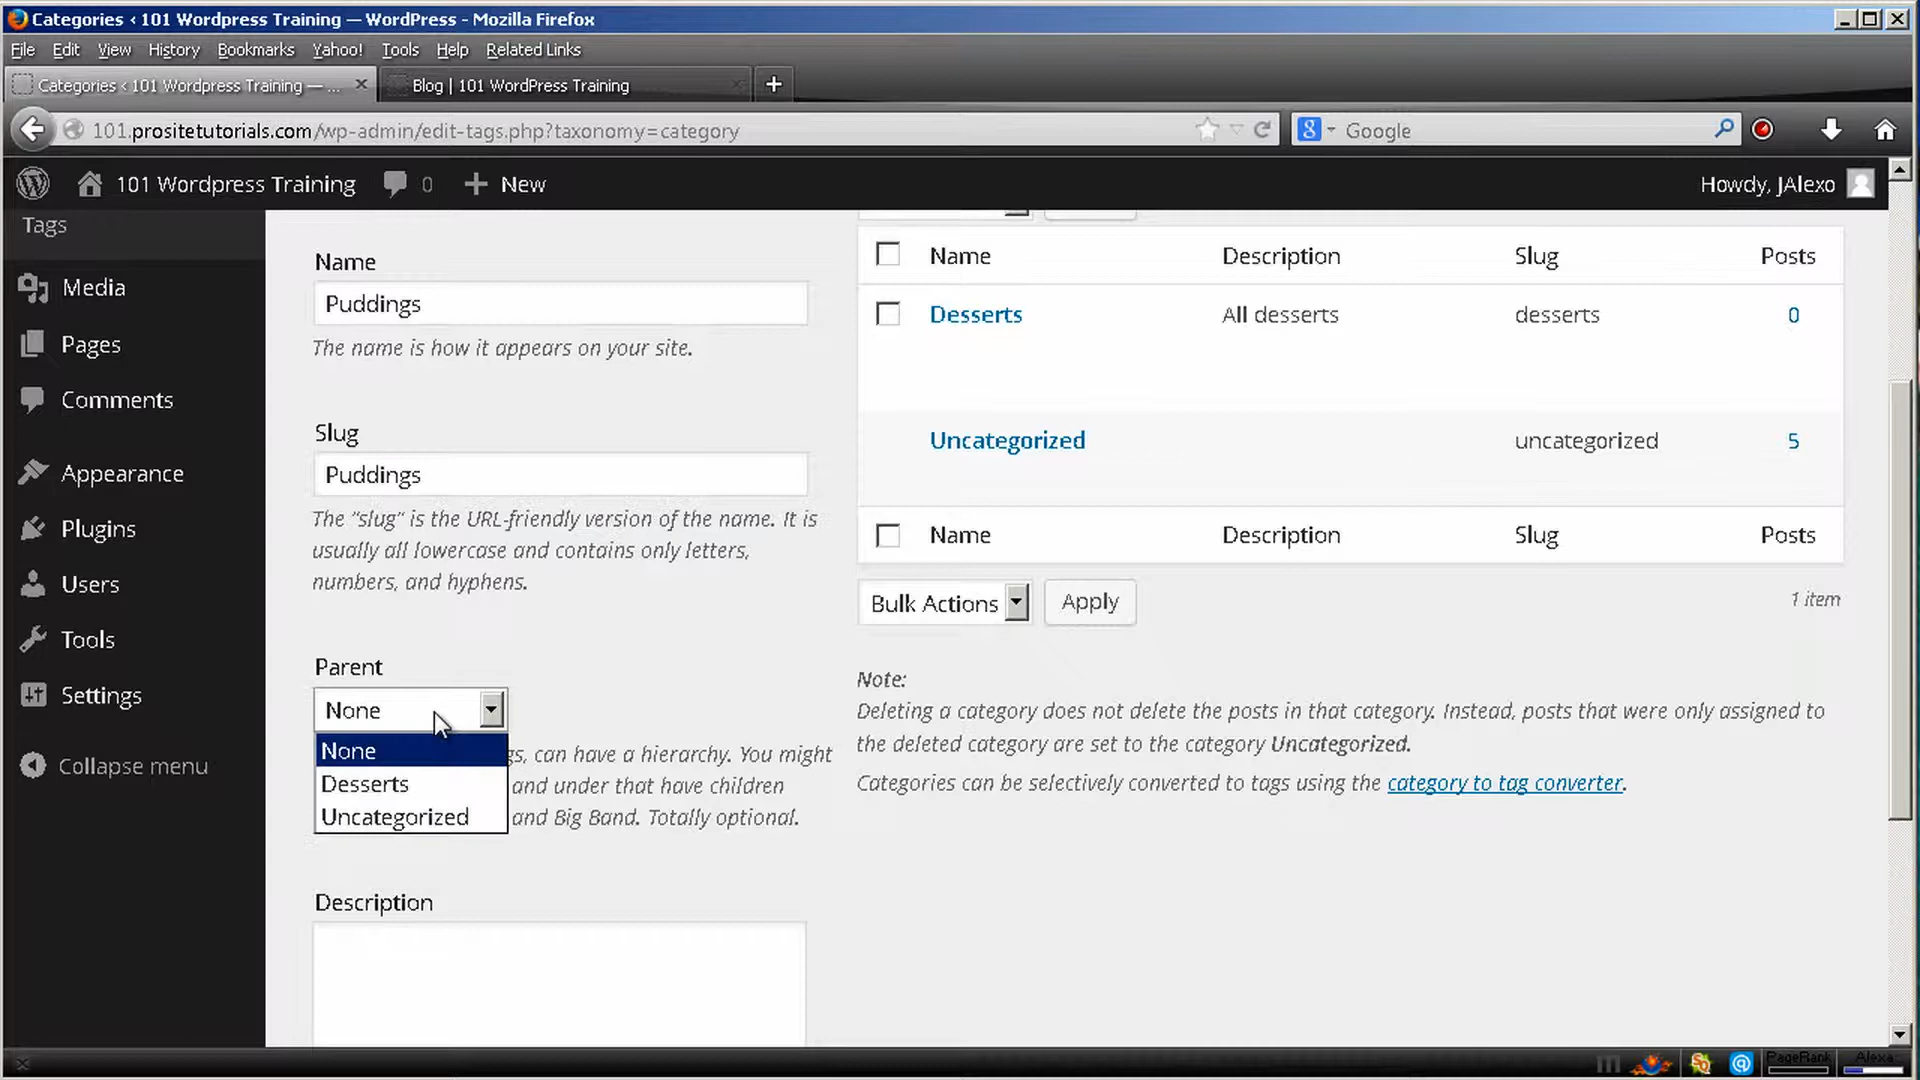 Categories ‹ 101 Wordpress Training — WordPress - Mozilla Firefox
File Edit View History Bookmarks Yahoo! Tools Help Related Links
Categories ‹ 101 Wordpress Training — ... Blog | 101 WordPress Training
101.prositetutorials.com/wp-admin/edit-tags.php?taxonomy=category Google
101 Wordpress Training 0 New Howdy, JAlexo
Tags
Media
Pages
Comments
Appearance
Plugins
Users
Tools
Settings
Collapse menu
Name
Puddings
The name is how it appears on your site.
Slug
Puddings
The “slug” is the URL-friendly version of the name. It is
usually all lowercase and contains only letters,
numbers, and hyphens.
Parent
None
None
Desserts
Uncategorized
gs, can have a hierarchy. You might
and under that have children
and Big Band. Totally optional.
Description
Name Description Slug Posts
Desserts All desserts desserts 0
Uncategorized uncategorized 5
Name Description Slug Posts
Bulk Actions Apply 1 item
Note:
Deleting a category does not delete the posts in that category. Instead, posts that were only assigned to
the deleted category are set to the category Uncategorized.
Categories can be selectively converted to tags using the category to tag converter.
PageRank Alexa